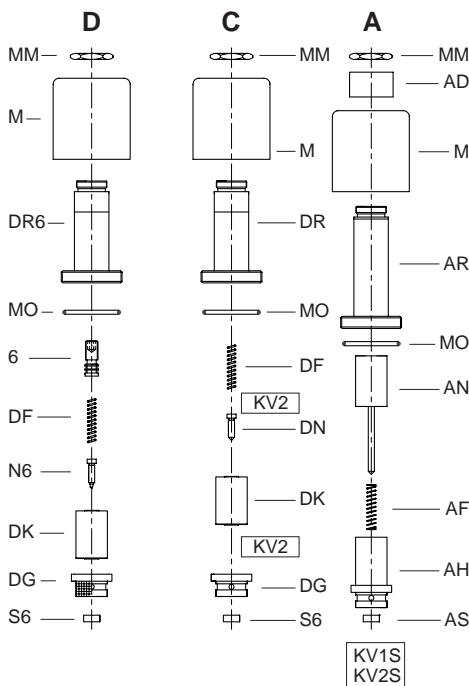 D C A
MM MM MM
AD
M M M
DR6 DR AR
MO MO MO
6 DF AN
KV2
DF DN
N6 DK AF
DK KV2 AH
DG DG
S6 S6 AS
KV1S
KV2S